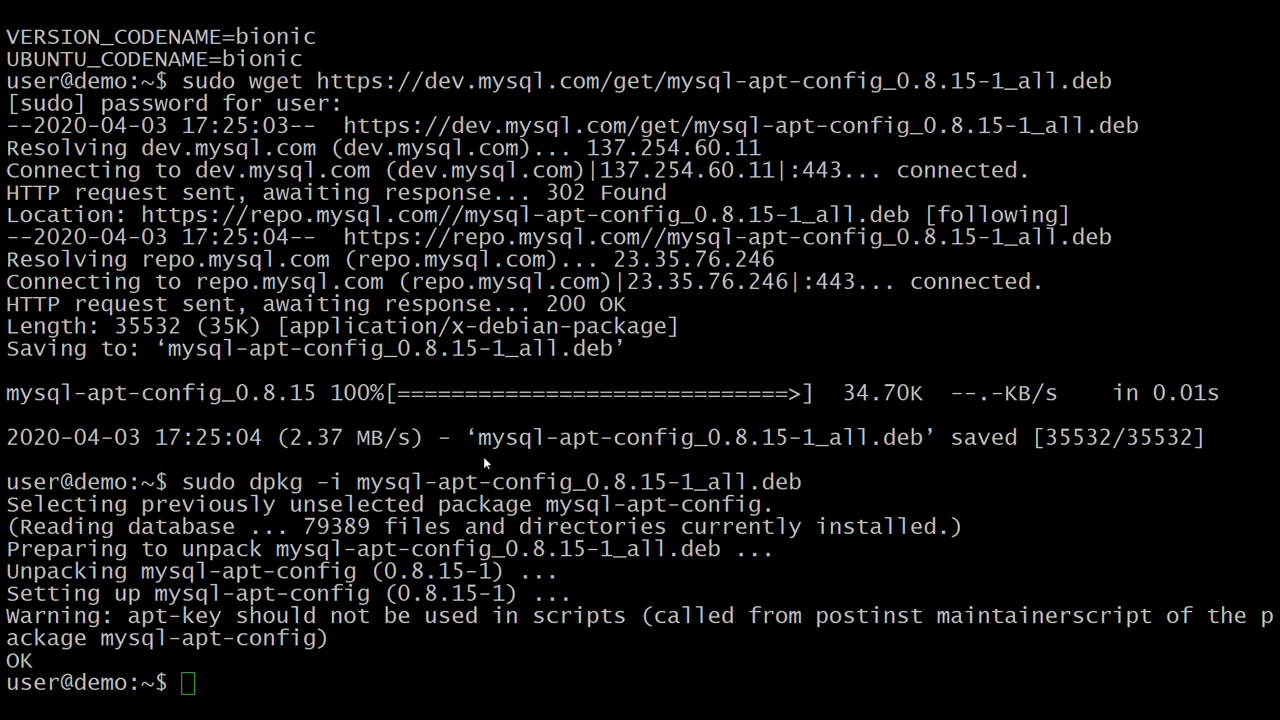 VERSION_CODENAME=bionic
UBUNTU_CODENAME=bionic
user@demo:~$ sudo wget https://dev.mysql.com/get/mysql-apt-config_0.8.15-1_all.deb
[sudo] password for user:
--2020-04-03 17:25:03--  https://dev.mysql.com/get/mysql-apt-config_0.8.15-1_all.deb
Resolving dev.mysql.com (dev.mysql.com)... 137.254.60.11
Connecting to dev.mysql.com (dev.mysql.com)|137.254.60.11|:443... connected.
HTTP request sent, awaiting response... 302 Found
Location: https://repo.mysql.com//mysql-apt-config_0.8.15-1_all.deb [following]
--2020-04-03 17:25:04--  https://repo.mysql.com//mysql-apt-config_0.8.15-1_all.deb
Resolving repo.mysql.com (repo.mysql.com)... 23.35.76.246
Connecting to repo.mysql.com (repo.mysql.com)|23.35.76.246|:443... connected.
HTTP request sent, awaiting response... 200 OK
Length: 35532 (35K) [application/x-debian-package]
Saving to: ‘mysql-apt-config_0.8.15-1_all.deb’
mysql-apt-config_0.8.15 100%[=============================>]  34.70K  --.-KB/s    in 0.01s
2020-04-03 17:25:04 (2.37 MB/s) - ‘mysql-apt-config_0.8.15-1_all.deb’ saved [35532/35532]
user@demo:~$ sudo dpkg -i mysql-apt-config_0.8.15-1_all.deb
Selecting previously unselected package mysql-apt-config.
(Reading database ... 79389 files and directories currently installed.)
Preparing to unpack mysql-apt-config_0.8.15-1_all.deb ...
Unpacking mysql-apt-config (0.8.15-1) ...
Setting up mysql-apt-config (0.8.15-1) ...
Warning: apt-key should not be used in scripts (called from postinst maintainerscript of the p
ackage mysql-apt-config)
OK
user@demo:~$